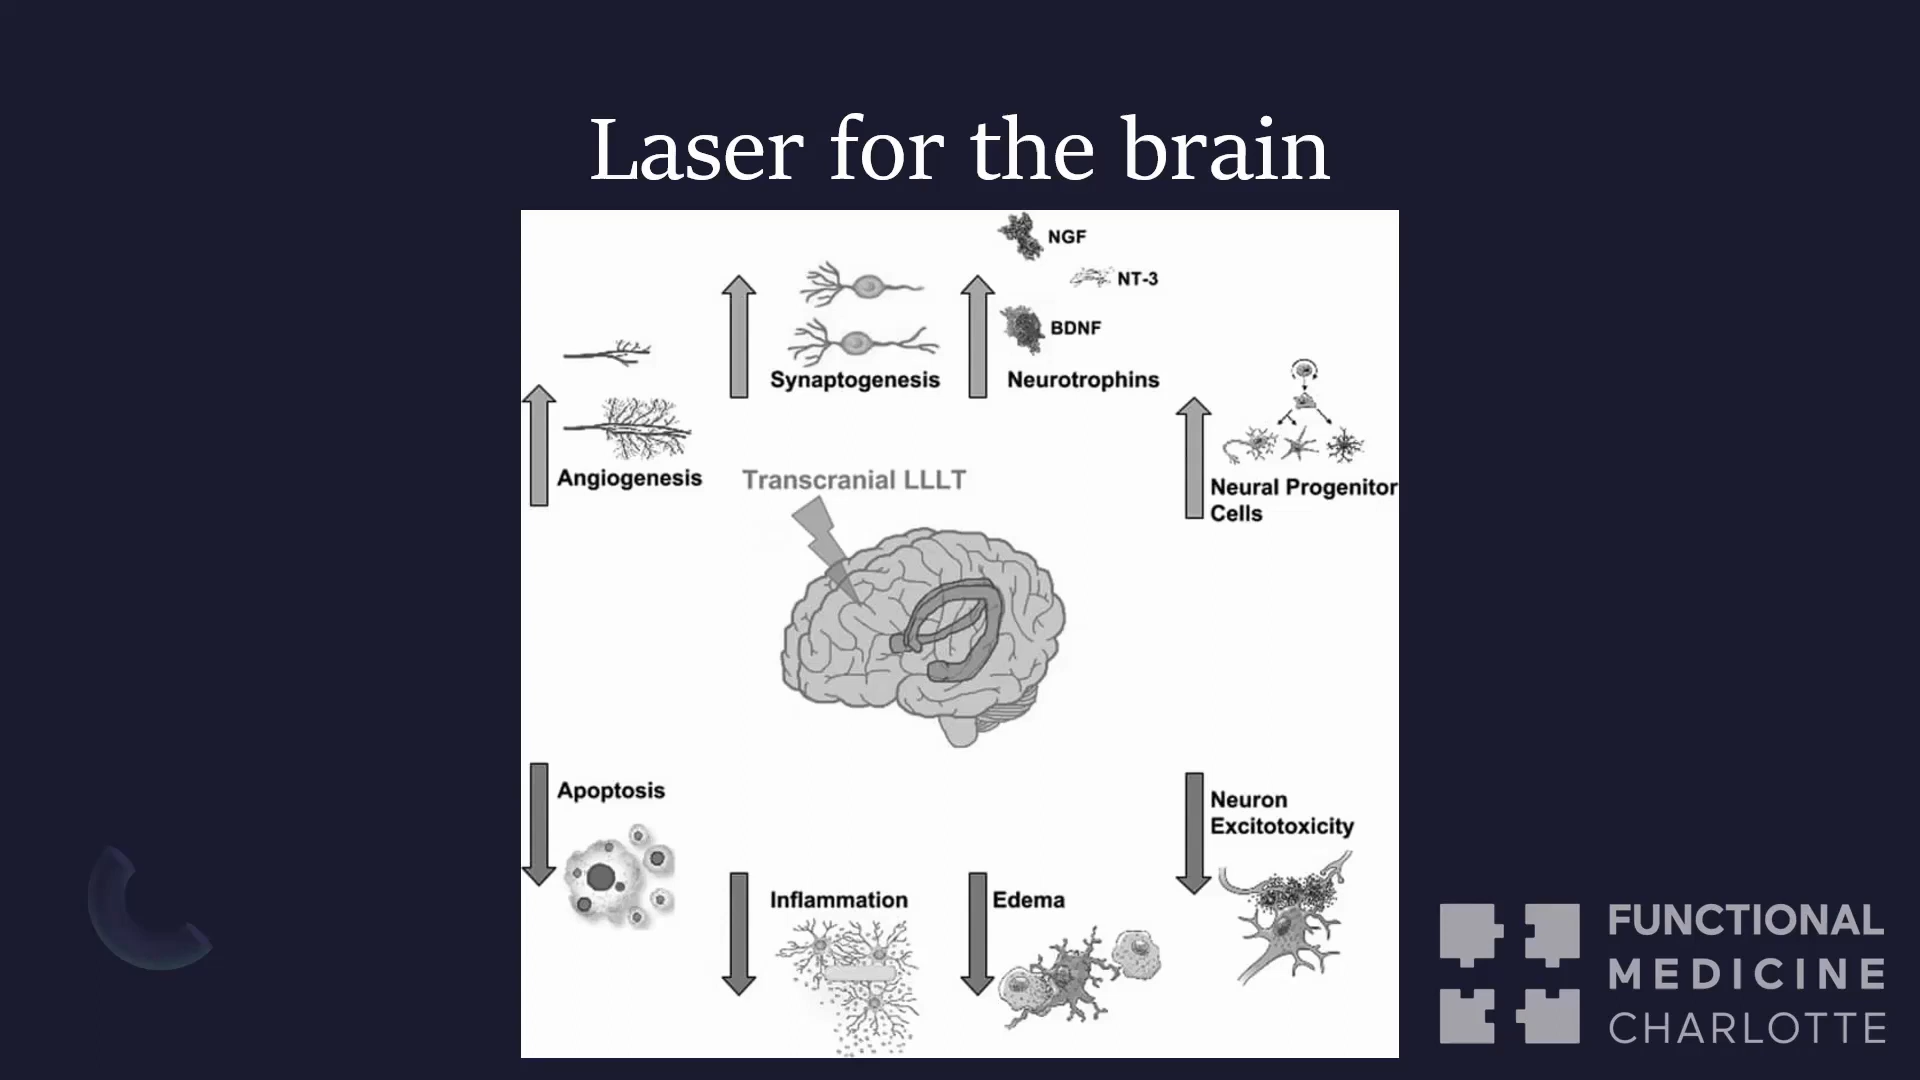 Laser for the brain
NGF
NT-3
BDNF
Synaptogenesis
Neurotrophins
Angiogenesis
Transcranial LLLT
Neural Progenitor
Cells
Apoptosis
Neuron
Excitotoxicity
Inflammation
Edema
FUNCTIONAL
MEDICINE
CHARLOTTE